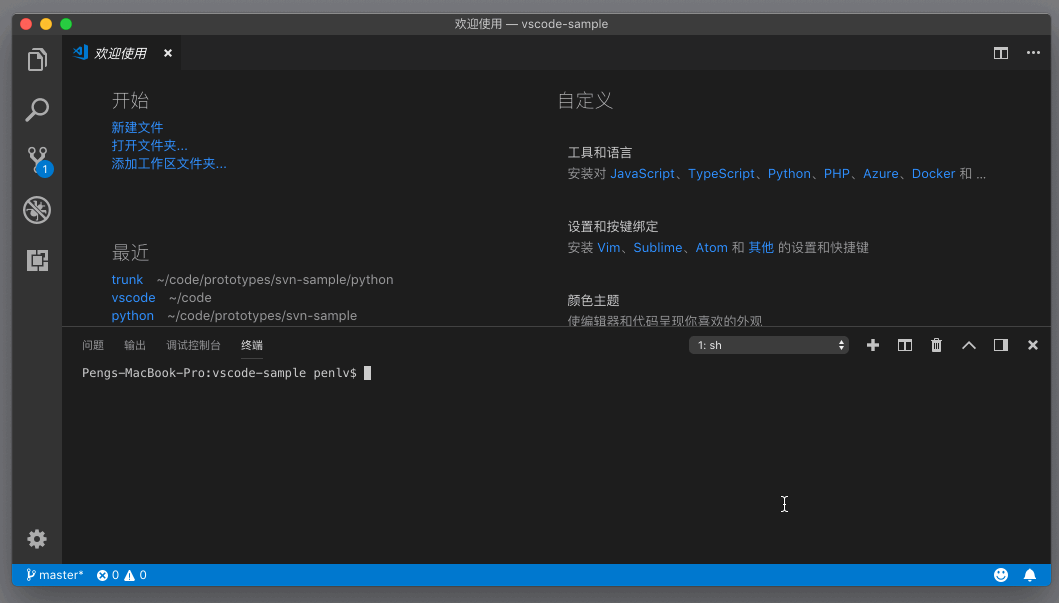 欢迎使用 — vscode-sample
欢迎使用
开始
新建文件
打开文件夹...
添加工作区文件夹...
最近
trunk ~/code/prototypes/svn-sample/python
vscode ~/code
python ~/code/prototypes/svn-sample
自定义
工具和语言
安装对 JavaScript、TypeScript、Python、PHP、Azure、Docker 和 ...
设置和按键绑定
安装 Vim、Sublime、Atom 和 其他 的设置和快捷键
颜色主题
使编辑器和代码呈现你喜欢的外观
1
问题 输出 调试控制台 终端 1: sh
Pengs-MacBook-Pro:vscode-sample penlv$
master* 0 0